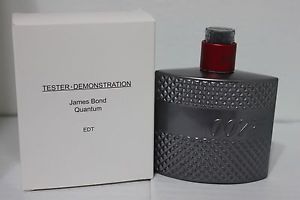 TESTER·DEMONSTRATION
James Bond
Quantum
EDT
007